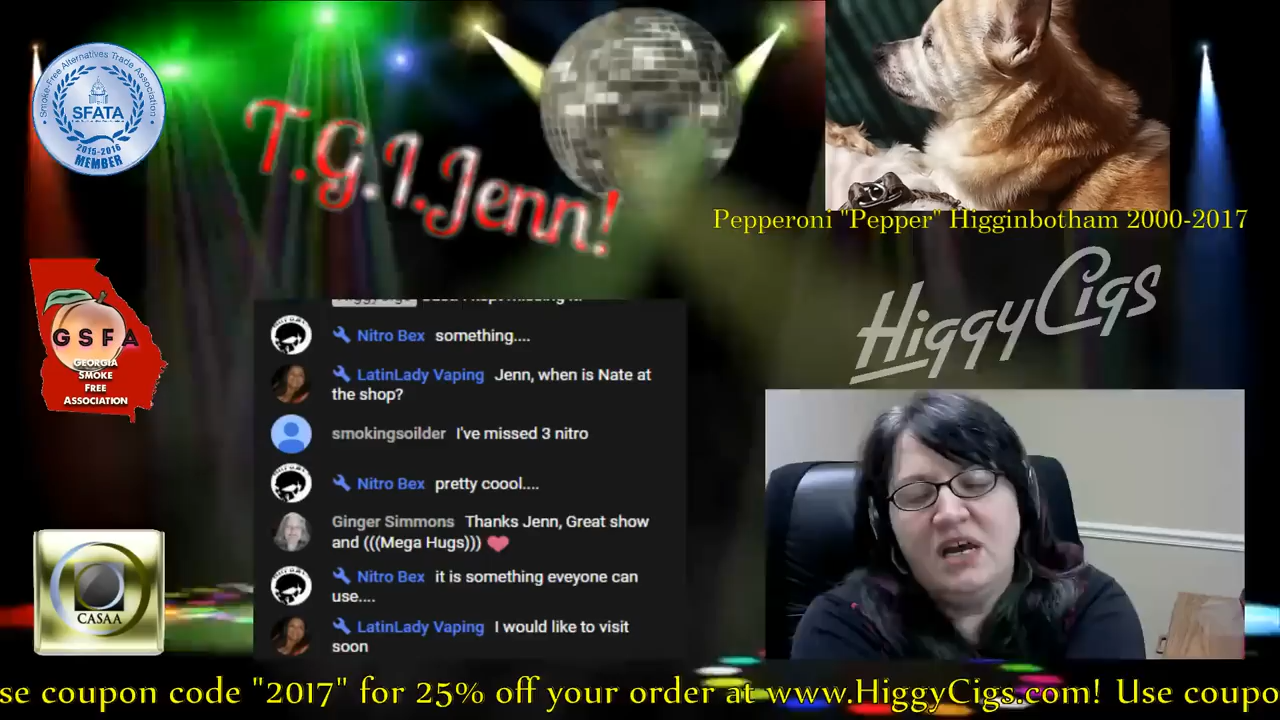 Smoke-Free Alternatives Trade Association
SFATA
2015-2016
MEMBER
T.G.I.Jenn!
Pepperoni "Pepper" Higginbotham 2000-2017
GSFA
GEORGIA
SMOKE
FREE
ASSOCIATION
HiggyCigs
Nitro Bex something....
LatinLady Vaping Jenn, when is Nate at
the shop?
smokingsoilder I've missed 3 nitro
Nitro Bex pretty coool....
Ginger Simmons Thanks Jenn, Great show
and (((Mega Hugs))) ❤
Nitro Bex it is something eveyone can
use....
LatinLady Vaping I would like to visit
soon
CASAA
se coupon code "2017" for 25% off your order at www.HiggyCigs.com! Use coupo